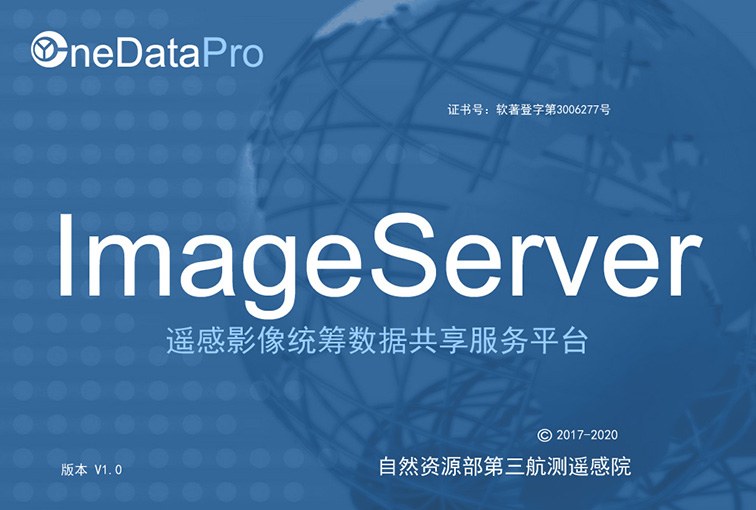 OneDataPro
证书号：软著登字第3006277号
ImageServer
遥感影像统筹数据共享服务平台
© 2017-2020
版本 V1.0
自然资源部第三航测遥感院